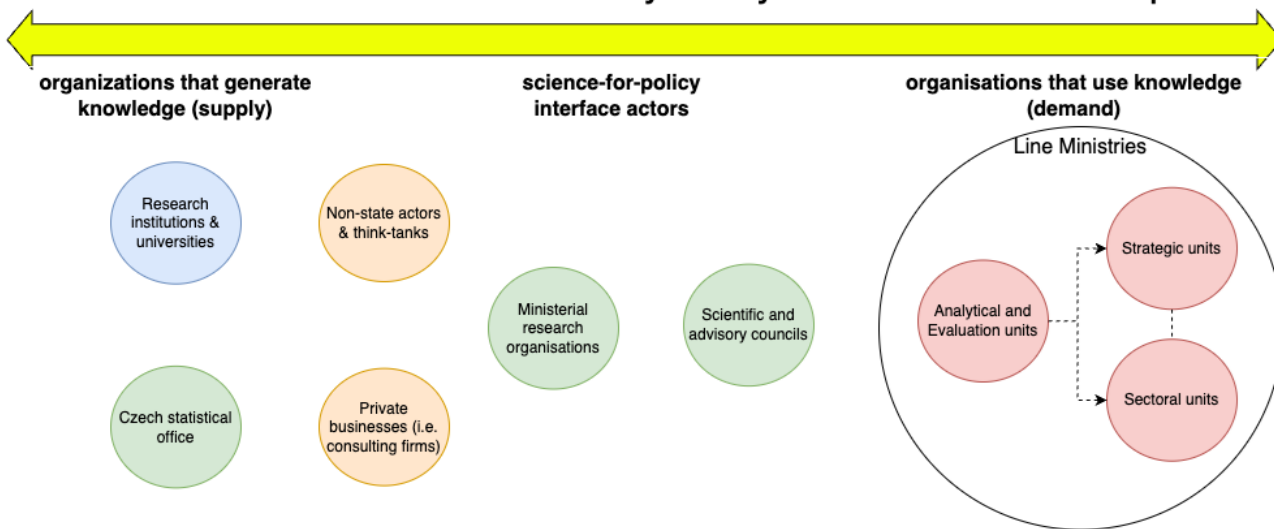 organizations that generate
knowledge (supply)
science-for-policy
interface actors
organisations that use knowledge
(demand)
Line Ministries
Research
institutions &
universities
Non-state actors
& think-tanks
Strategic units
Ministerial
research
organisations
Scientific and
advisory councils
Analytical and
Evaluation units
Czech statistical
office
Private
businesses (i.e.
consulting firms)
Sectoral units